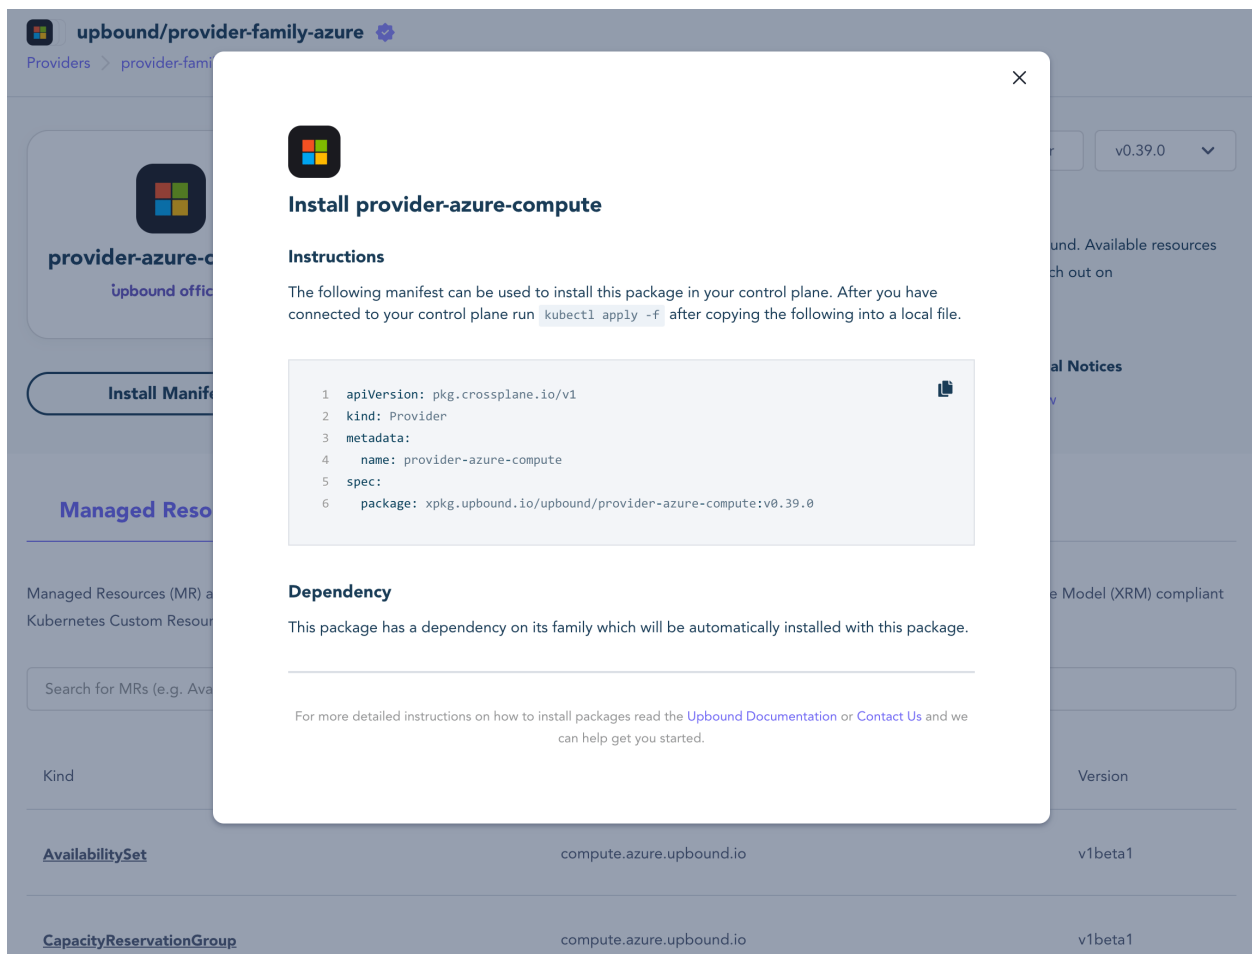 upbound/provider-family-azure
Providers
provider-fami
v0.39.0
provider-azure-c
upbound offic
und. Available resources
ch out on
Install Manife
al Notices
Managed Reso
Managed Resources (MR) a
e Model (XRM) compliant
Kubernetes Custom Resour
Search for MRs (e.g. Ava
Kind
Version
AvailabilitySet
compute.azure.upbound.io
v1beta1
CapacityReservationGroup
compute.azure.upbound.io
v1beta1
Install provider-azure-compute
Instructions
The following manifest can be used to install this package in your control plane. After you have
connected to your control plane run kubectl apply -f after copying the following into a local file.
1 apiVersion: pkg.crossplane.io/v1
2 kind: Provider
3 metadata:
4 name: provider-azure-compute
5 spec:
6 package: xpkg.upbound.io/upbound/provider-azure-compute:v0.39.0
Dependency
This package has a dependency on its family which will be automatically installed with this package.
For more detailed instructions on how to install packages read the Upbound Documentation or Contact Us and we
can help get you started.